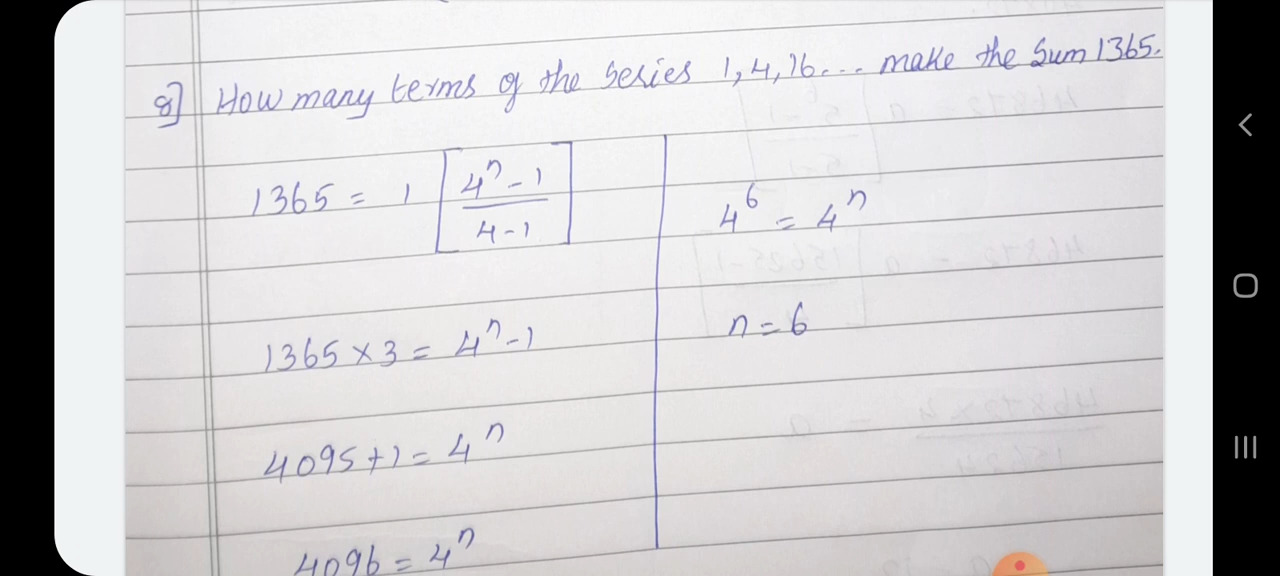 8] How many terms of the series 1, 4, 16... make the Sum 1365.
1365 = 1 [ 4^n - 1 / 4 - 1 ]
1365 × 3 = 4^n - 1
4095 + 1 = 4^n
4096 = 4^n
4^6 = 4^n
n = 6